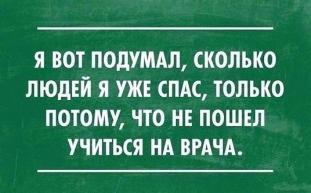 Я ВОТ ПОДУМАЛ, СКОЛЬКО
ЛЮДЕЙ Я УЖЕ СПАС, ТОЛЬКО
ПОТОМУ, ЧТО НЕ ПОШЕЛ
УЧИТЬСЯ НА ВРАЧА.